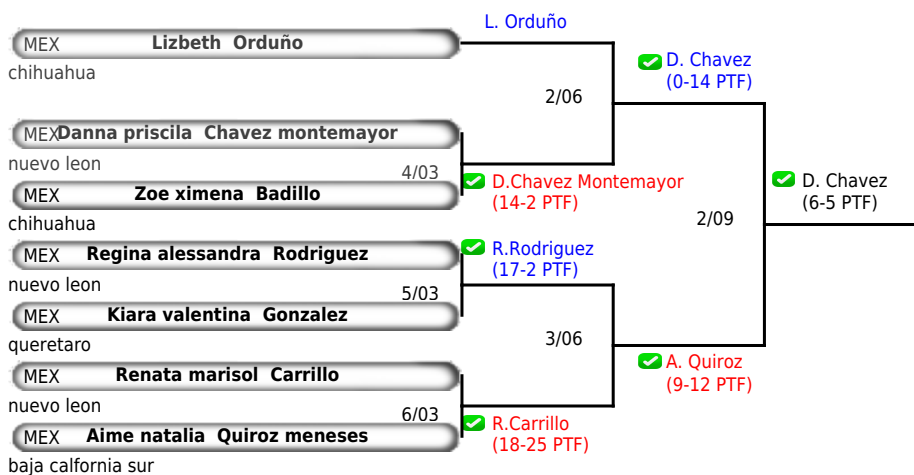 L. Orduño
MEX Lizbeth Orduño
chihuahua
D. Chavez
(0-14 PTF)
2/06
MEX Danna priscila Chavez montemayor
nuevo leon
4/03
D.Chavez Montemayor
(14-2 PTF)
D. Chavez
(6-5 PTF)
MEX Zoe ximena Badillo
chihuahua
2/09
MEX Regina alessandra Rodriguez
R.Rodriguez
(17-2 PTF)
nuevo leon
5/03
MEX Kiara valentina Gonzalez
queretaro
3/06
A. Quiroz
(9-12 PTF)
MEX Renata marisol Carrillo
nuevo leon
6/03
R.Carrillo
(18-25 PTF)
MEX Aime natalia Quiroz meneses
baja calfornia sur